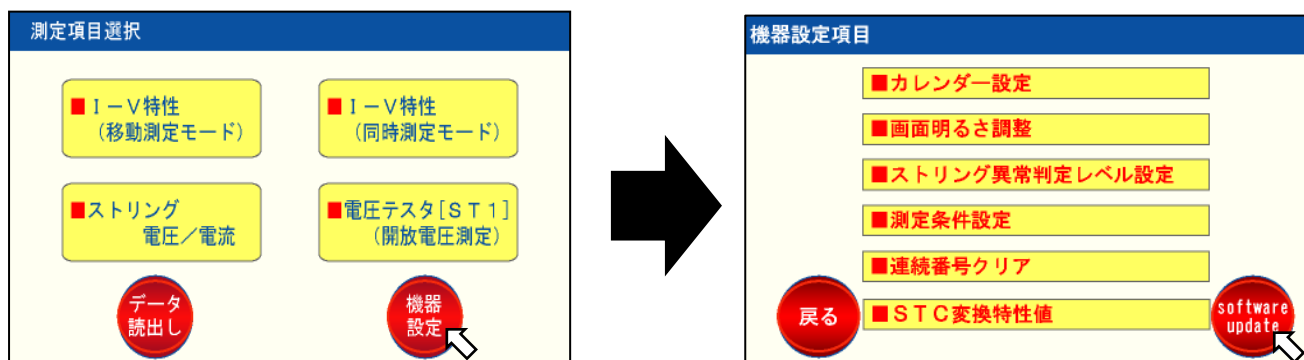 測定項目選択
■Ⅰ－Ⅴ特性
（移動測定モード）
■Ⅰ－Ⅴ特性
（同時測定モード）
■ストリング
電圧／電流
■電圧テスタ[ＳＴ１]
（開放電圧測定）
データ
読出し
機器
設定
機器設定項目
■カレンダー設定
■画面明るさ調整
■ストリング異常判定レベル設定
■測定条件設定
■連続番号クリア
■ＳＴＣ変換特性値
戻る
software
update